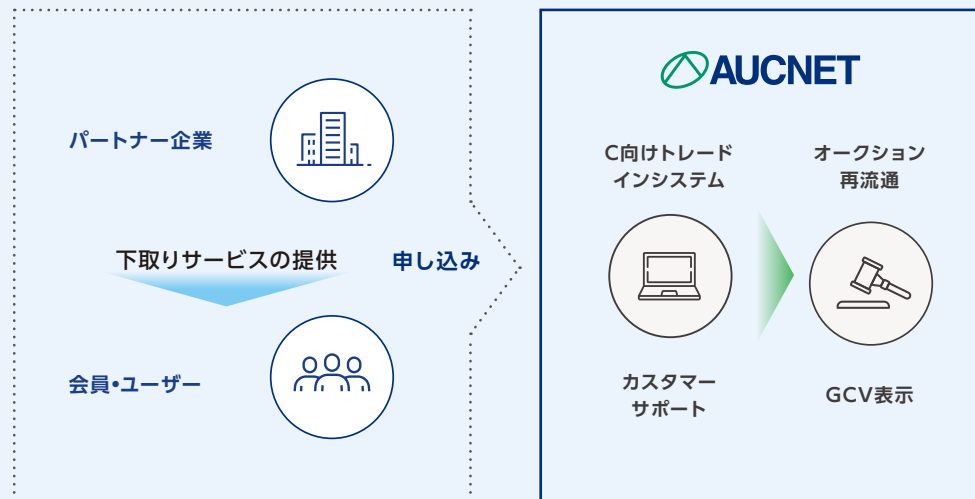 パートナー企業
下取りサービスの提供
申し込み
会員・ユーザー
AUCNET
C向けトレード
インシステム
オークション
再流通
カスタマー
サポート
GCV表示